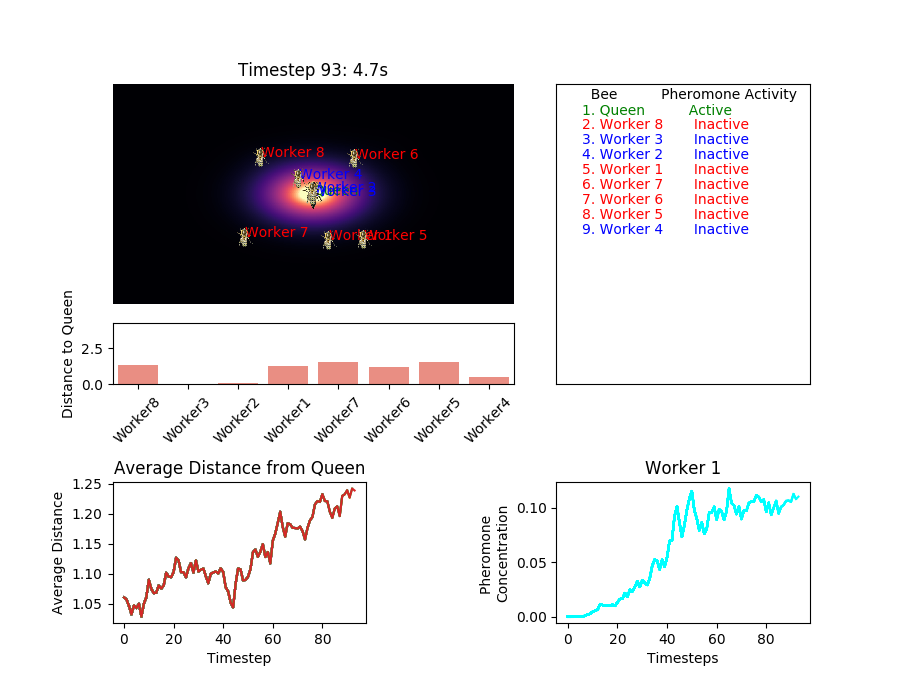 Timestep 93: 4.7s
Worker 8
Worker 6
Worker 7
Worker 5
Bee Pheromone Activity
1. Queen Active
2. Worker 8 Inactive
3. Worker 3 Inactive
4. Worker 2 Inactive
5. Worker 1 Inactive
6. Worker 7 Inactive
7. Worker 6 Inactive
8. Worker 5 Inactive
9. Worker 4 Inactive
Distance to Queen
2.5
0.0
Worker8 Worker3 Worker2 Worker1 Worker7 Worker6 Worker5 Worker4
Average Distance from Queen
Average Distance
1.25
1.20
1.15
1.10
1.05
0 20 40 60 80
Timestep
Worker 1
Pheromone
Concentration
0.10
0.05
0.00
0 20 40 60 80
Timesteps